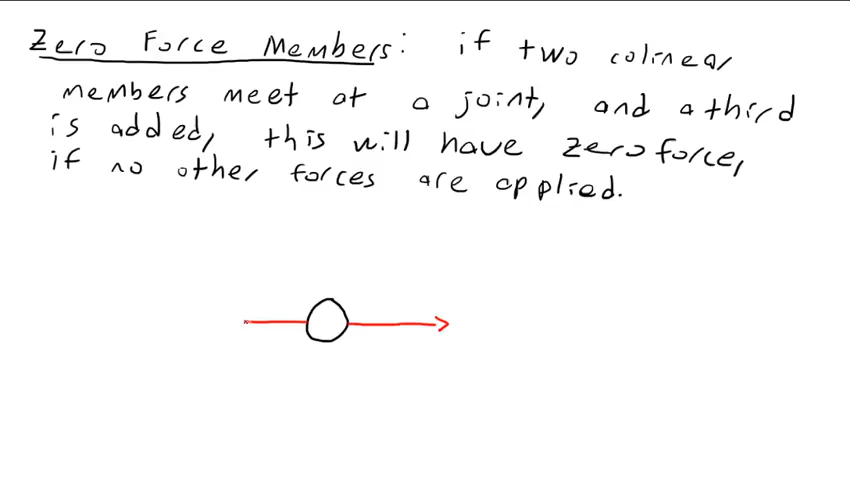 Zero Force Members: if two colinear
members meet at a joint, and a third
is added, this will have zero force,
if no other forces are applied.